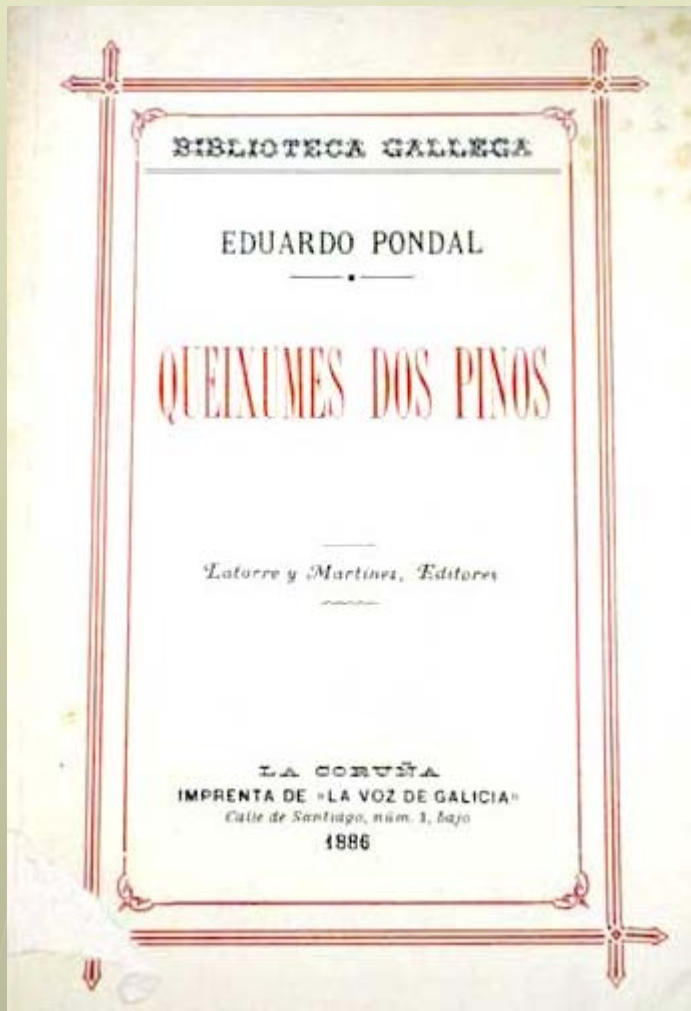 BIBLIOTECA GALLEGA
EDUARDO PONDAL
QUEIXUMES DOS PINOS
Latorre y Martínez, Editores
LA CORUÑA
IMPRENTA DE «LA VOZ DE GALICIA»
Calle de Santiago, núm. 1, bajo
1886